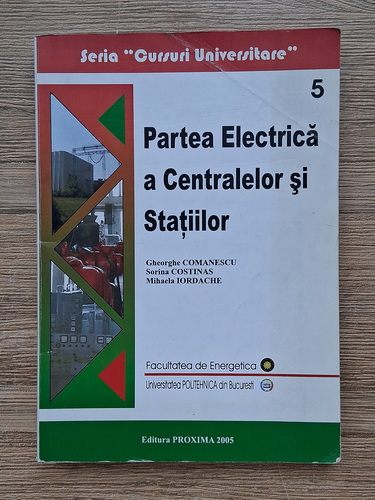 Seria "Cursuri Universitare"
5
Partea Electrică
a Centralelor şi
Staţiilor
Gheorghe COMANESCU
Sorina COSTINAS
Mihaela IORDACHE
Facultatea de Energetica
Universitatea POLITEHNICA din Bucuresti
Editura PROXIMA 2005